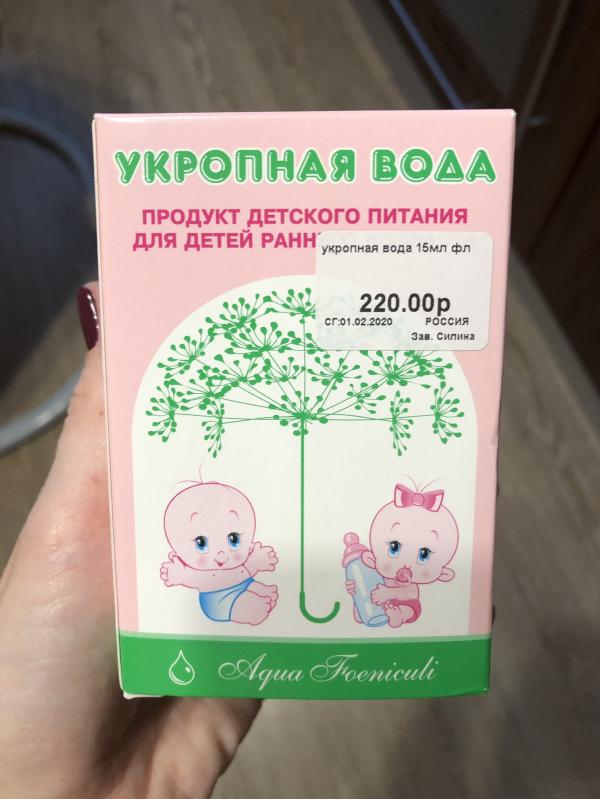 УКРОПНАЯ ВОДА
ПРОДУКТ ДЕТСКОГО ПИТАНИЯ
ДЛЯ ДЕТЕЙ
укропная вода 15мл фл
220.00р
СГ:01.02.2020 РОССИЯ
Зав. Силина
Aqua Foeniculi